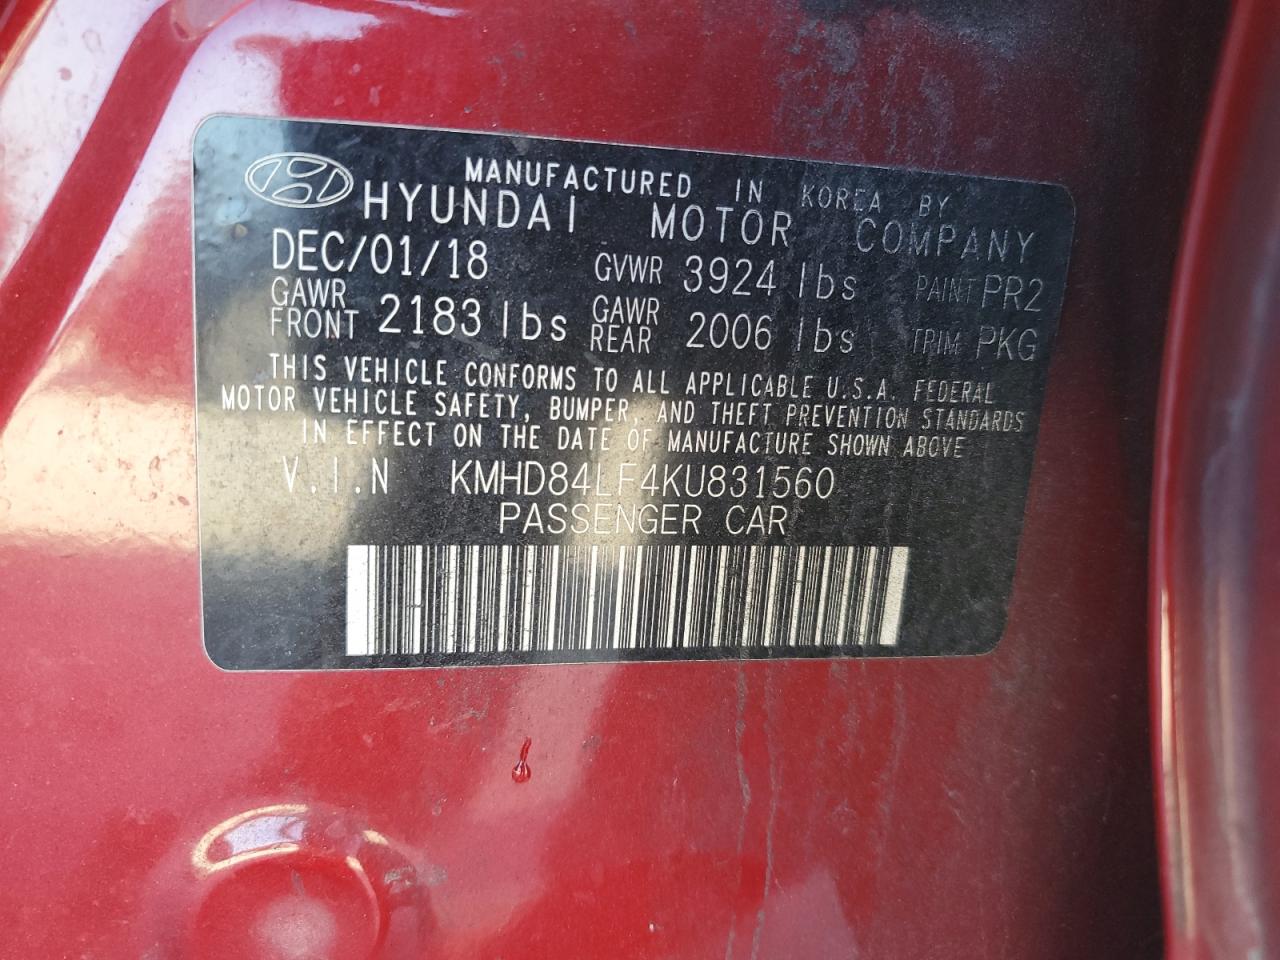 MANUFACTURED IN KOREA BY
HYUNDAI MOTOR COMPANY
DEC/01/18 GVWR 3924 lbs PAINT PR2
GAWR FRONT 2183 lbs GAWR REAR 2006 lbs TRIM PKG
THIS VEHICLE CONFORMS TO ALL APPLICABLE U.S.A. FEDERAL
MOTOR VEHICLE SAFETY, BUMPER, AND THEFT PREVENTION STANDARDS
IN EFFECT ON THE DATE OF MANUFACTURE SHOWN ABOVE
V.I.N KMHD84LF4KU831560
PASSENGER CAR